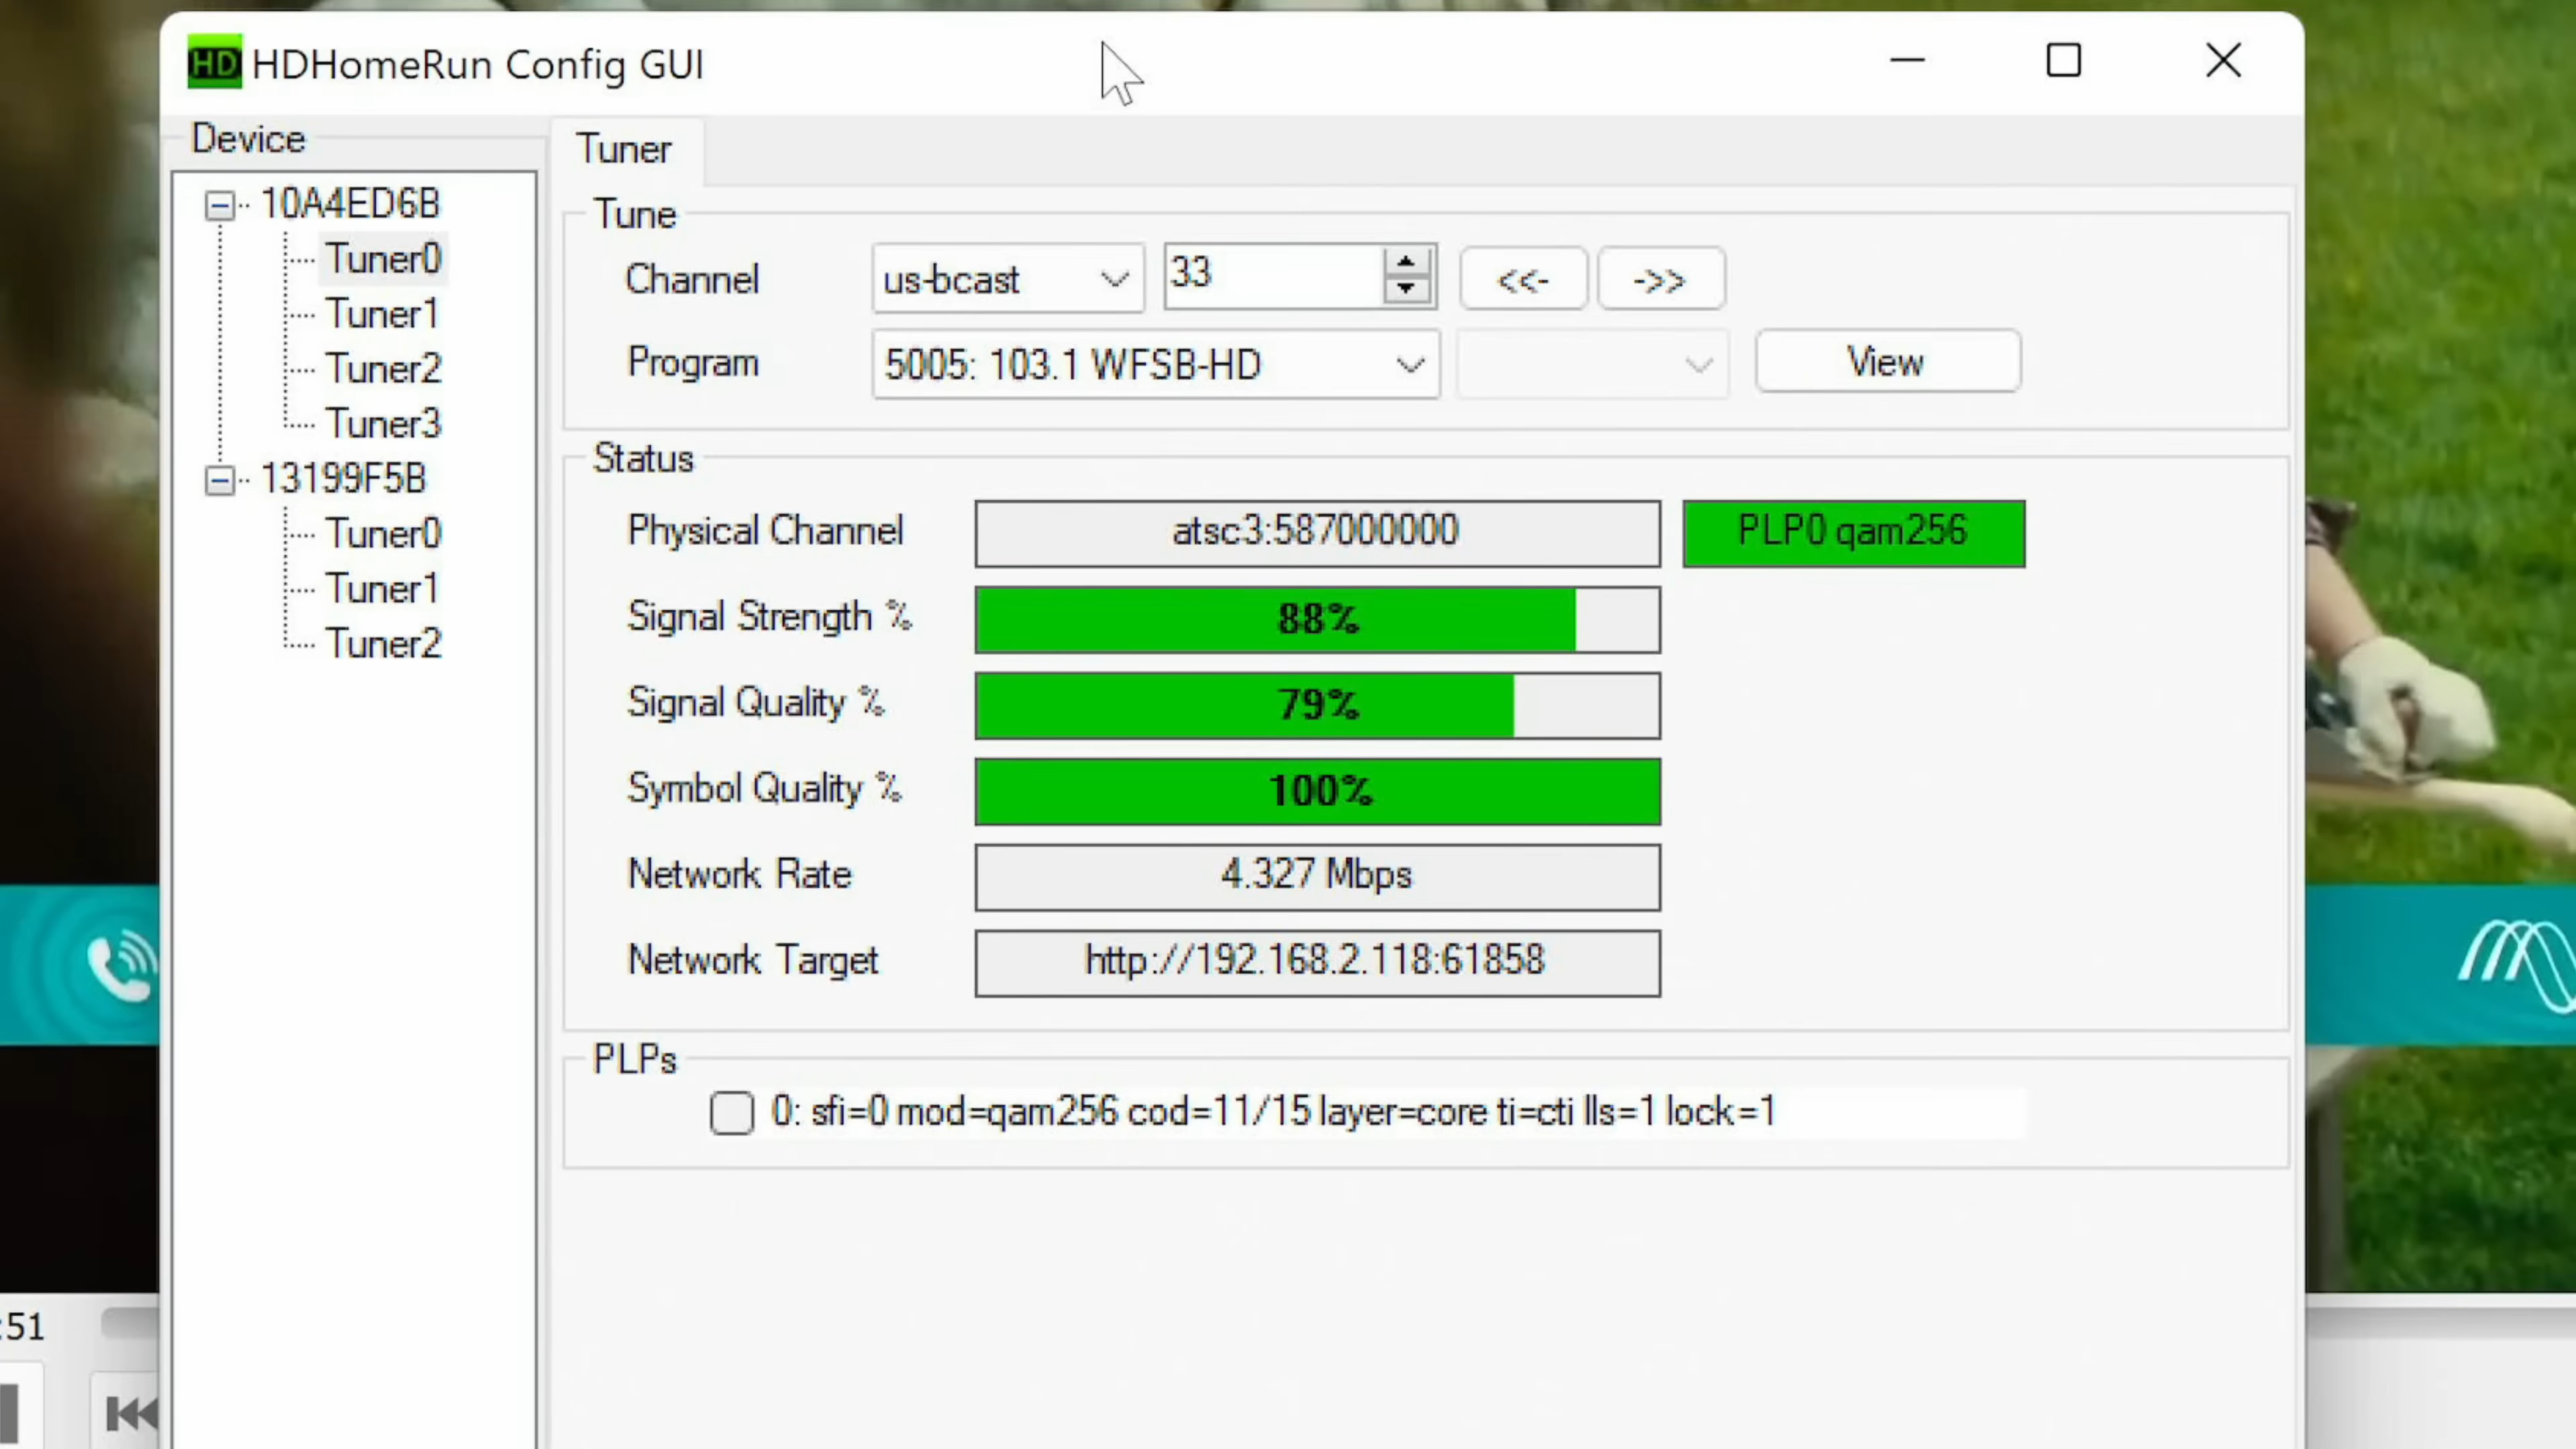 HD HDHomeRun Config GUI
Device
10A4ED6B
Tuner0
Tuner1
Tuner2
Tuner3
13199F5B
Tuner0
Tuner1
Tuner2
Tuner
Tune
Channel us-bcast 33 <<- ->>
Program 5005: 103.1 WFSB-HD View
Status
Physical Channel atsc3:587000000 PLP0 qam256
Signal Strength % 88%
Signal Quality % 79%
Symbol Quality % 100%
Network Rate 4.327 Mbps
Network Target http://192.168.2.118:61858
PLPs
0: sfi=0 mod=qam256 cod=11/15 layer=core ti=cti lls=1 lock=1
:51